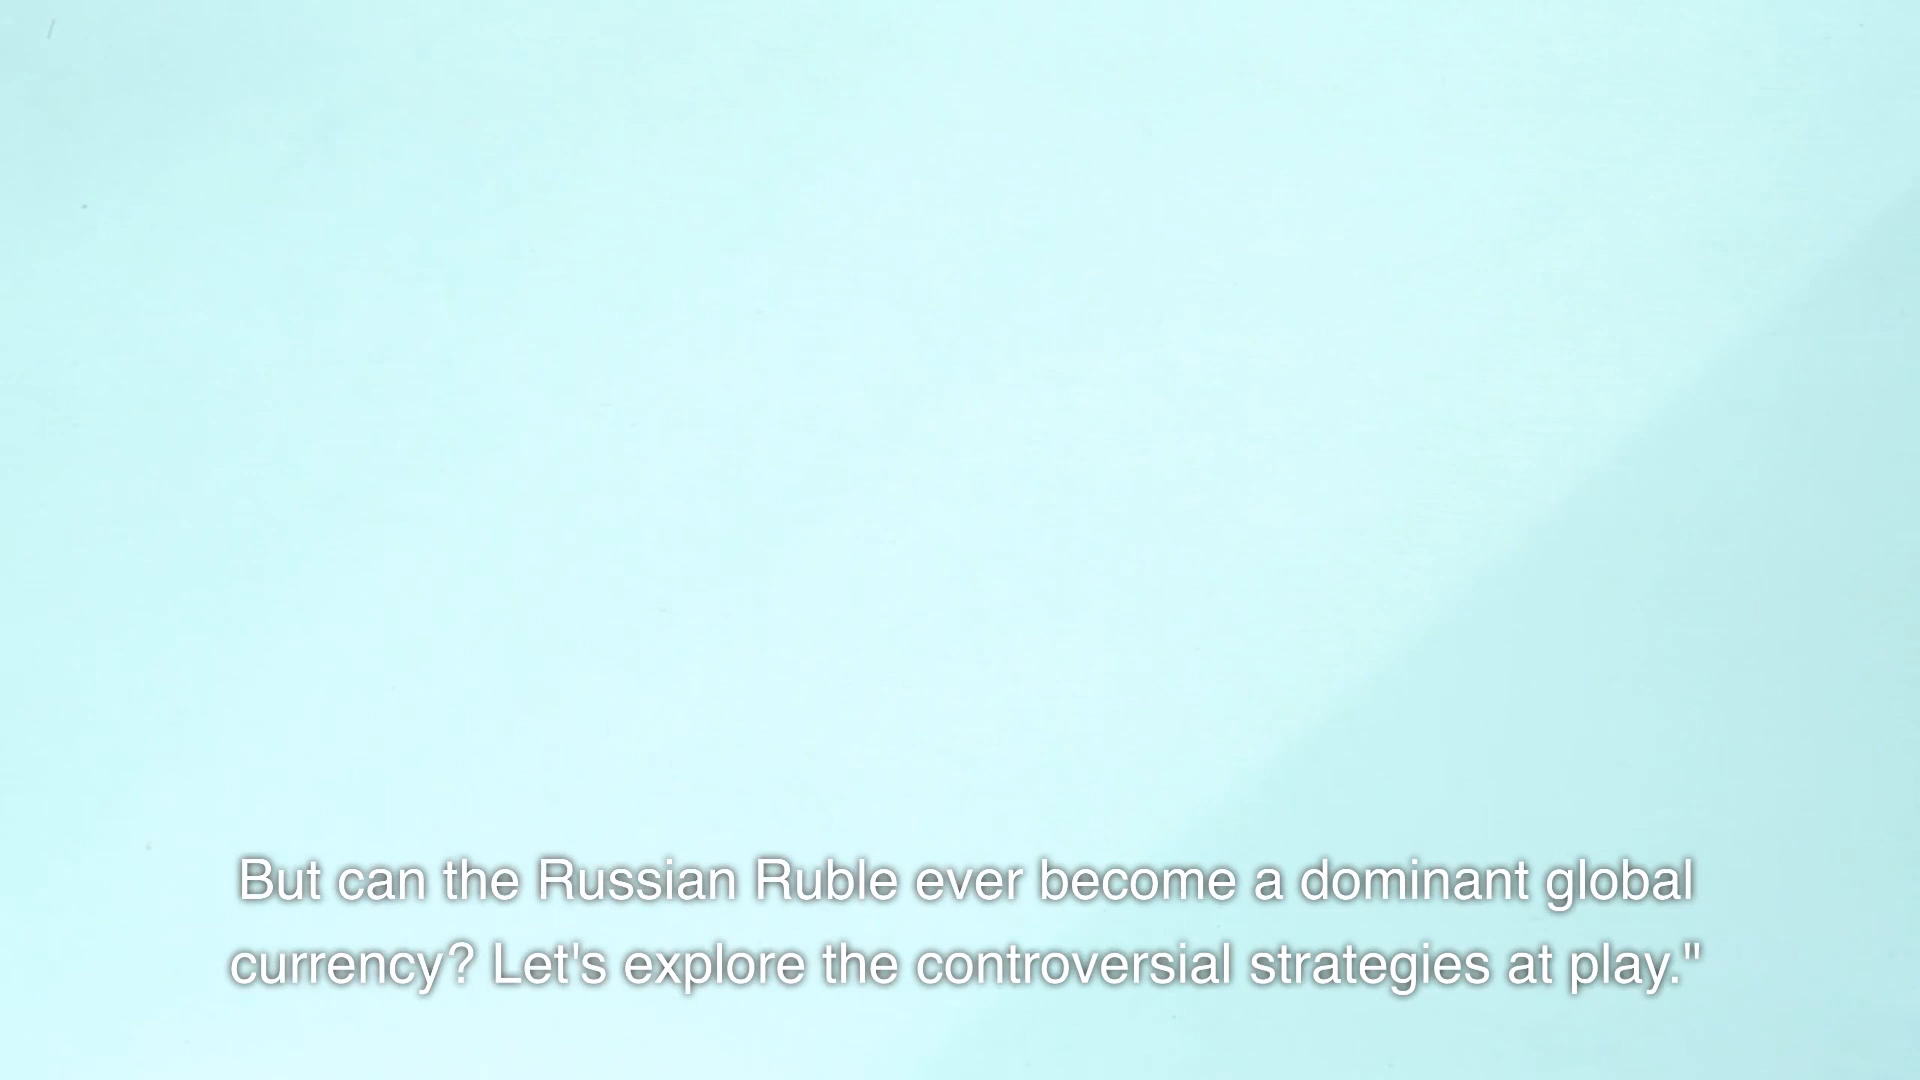 But can the Russian Ruble ever become a dominant global
currency? Let's explore the controversial strategies at play."